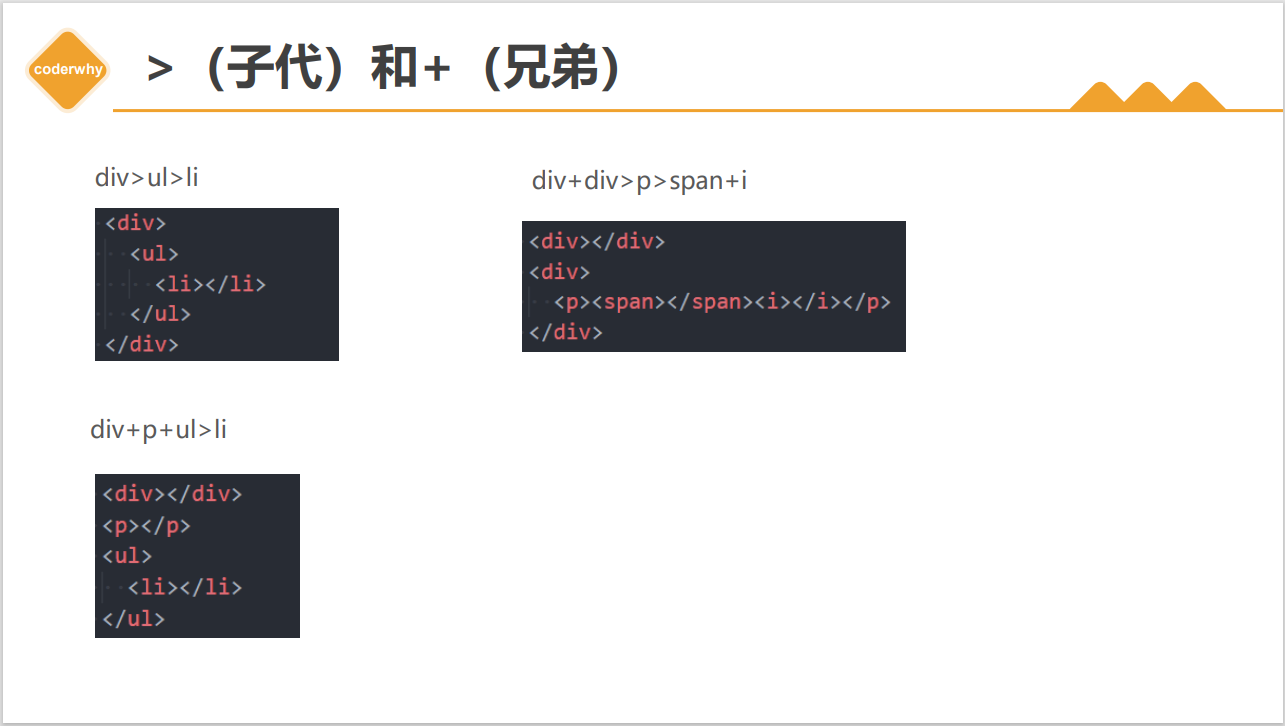 coderwhy
>（子代）和+（兄弟）
div>ul>li
<div>
<ul>
<li></li>
</ul>
</div>
div+div>p>span+i
<div></div>
<div>
<p><span></span><i></i></p>
</div>
div+p+ul>li
<div></div>
<p></p>
<ul>
<li></li>
</ul>